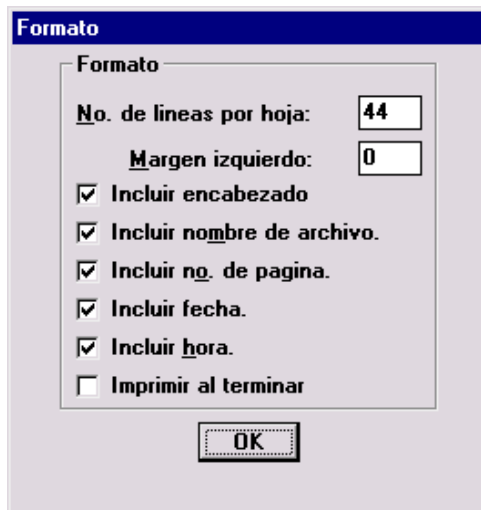 Formato
Formato
No. de lineas por hoja: 44
Margen izquierdo: 0
Incluir encabezado
Incluir nombre de archivo.
Incluir no. de pagina.
Incluir fecha.
Incluir hora.
Imprimir al terminar
OK